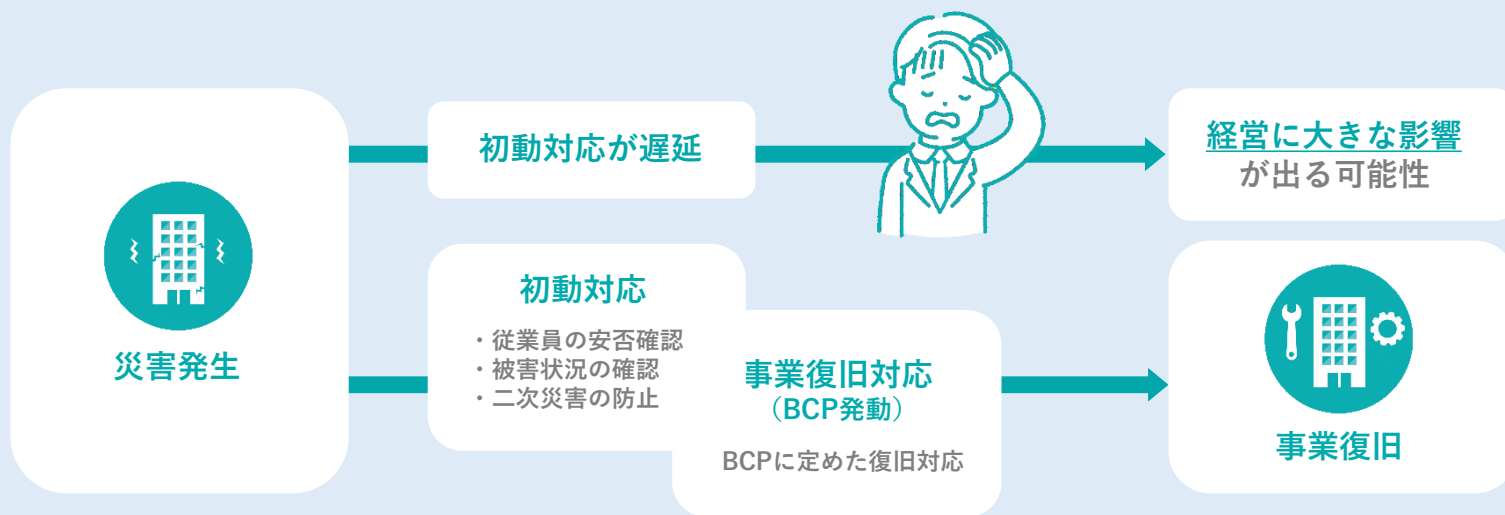 災害発生
初動対応が遅延
経営に大きな影響
が出る可能性
初動対応
・従業員の安否確認
・被害状況の確認
・二次災害の防止
事業復旧対応
（BCP発動）
BCPに定めた復旧対応
事業復旧